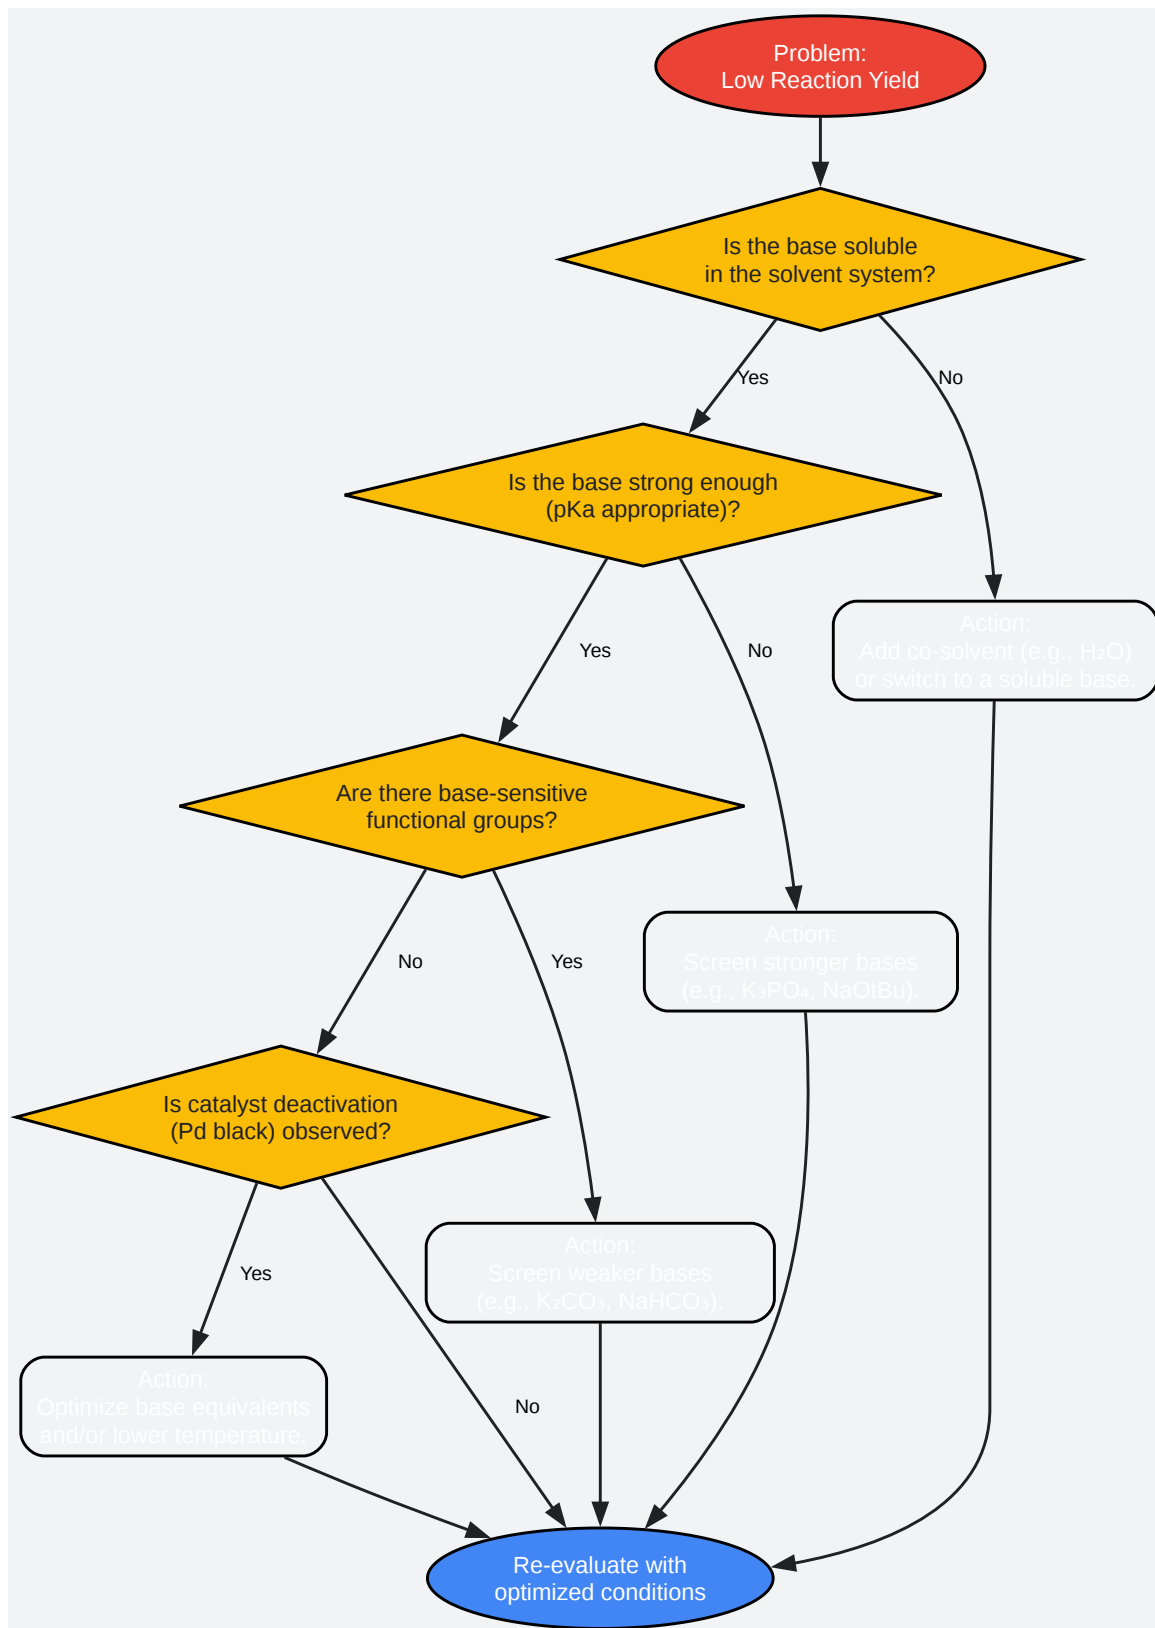 Problem:
Low Reaction Yield
Is the base soluble
in the solvent system?
Yes
No
Is the base strong enough
(pKa appropriate)?
Action:
Add co-solvent (e.g., H₂O)
or switch to a soluble base.
Yes
No
Are there base-sensitive
functional groups?
Action:
Screen stronger bases
(e.g., K₃PO₄, NaOtBu).
No
Yes
Is catalyst deactivation
(Pd black) observed?
Action:
Screen weaker bases
(e.g., K₂CO₃, NaHCO₃).
Yes
No
Action:
Optimize base equivalents
and/or lower temperature.
Re-evaluate with
optimized conditions